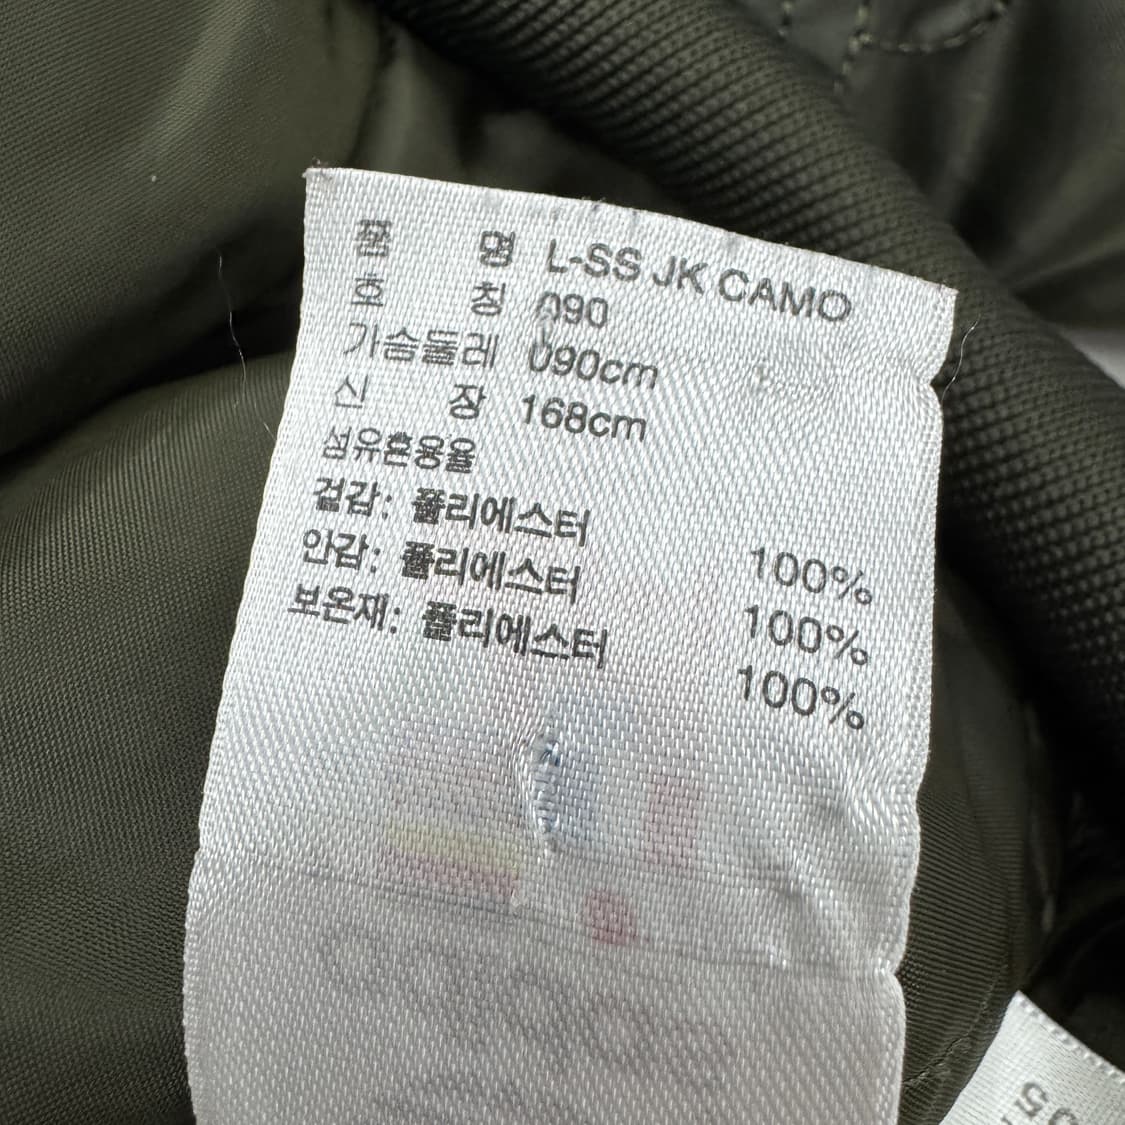 품 명 L-SS JK CAMO
호 칭 090
가슴둘레 090cm
신 장 168cm
섬유혼용율
겉감: 폴리에스터 100%
안감: 폴리에스터 100%
보온재: 폴리에스터 100%